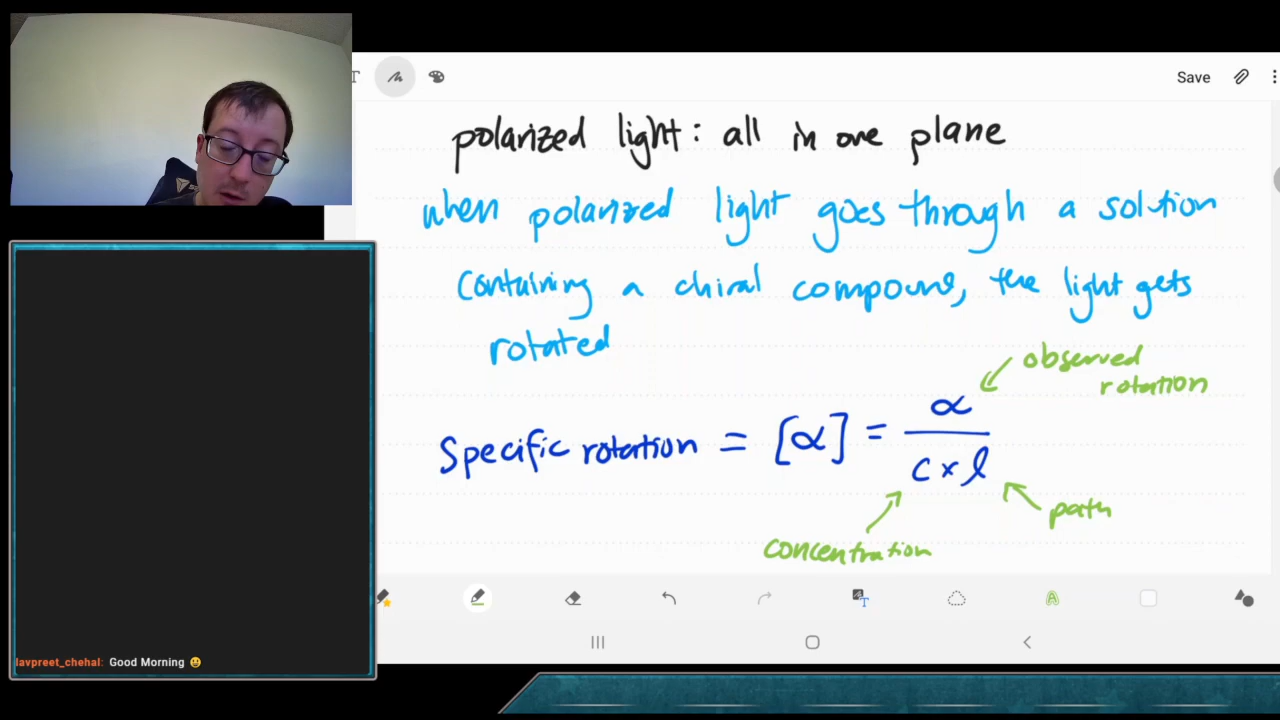 T
Save
polarized light: all in one plane
when polarized light goes through a solution
containing a chiral compound, the light gets
rotated
observed
rotation
Specific rotation = [α] = α / c x l
path
concentration
lavpreet_chehal: Good Morning 😃